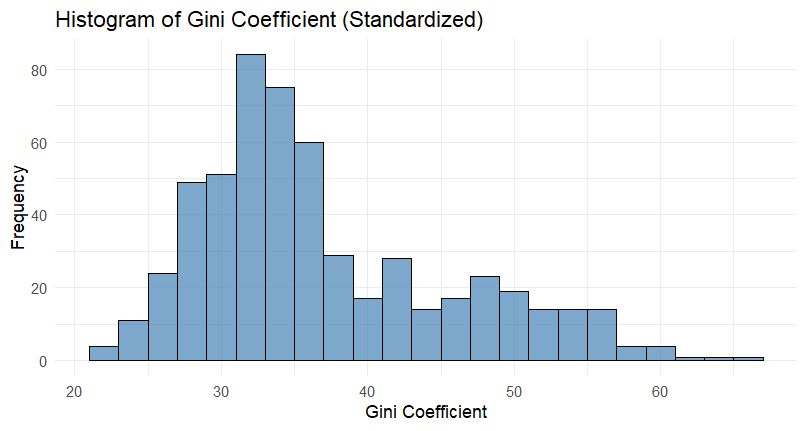 Histogram of Gini Coefficient (Standardized)
Frequency
80
60
40
20
0
20 30 40 50 60
Gini Coefficient